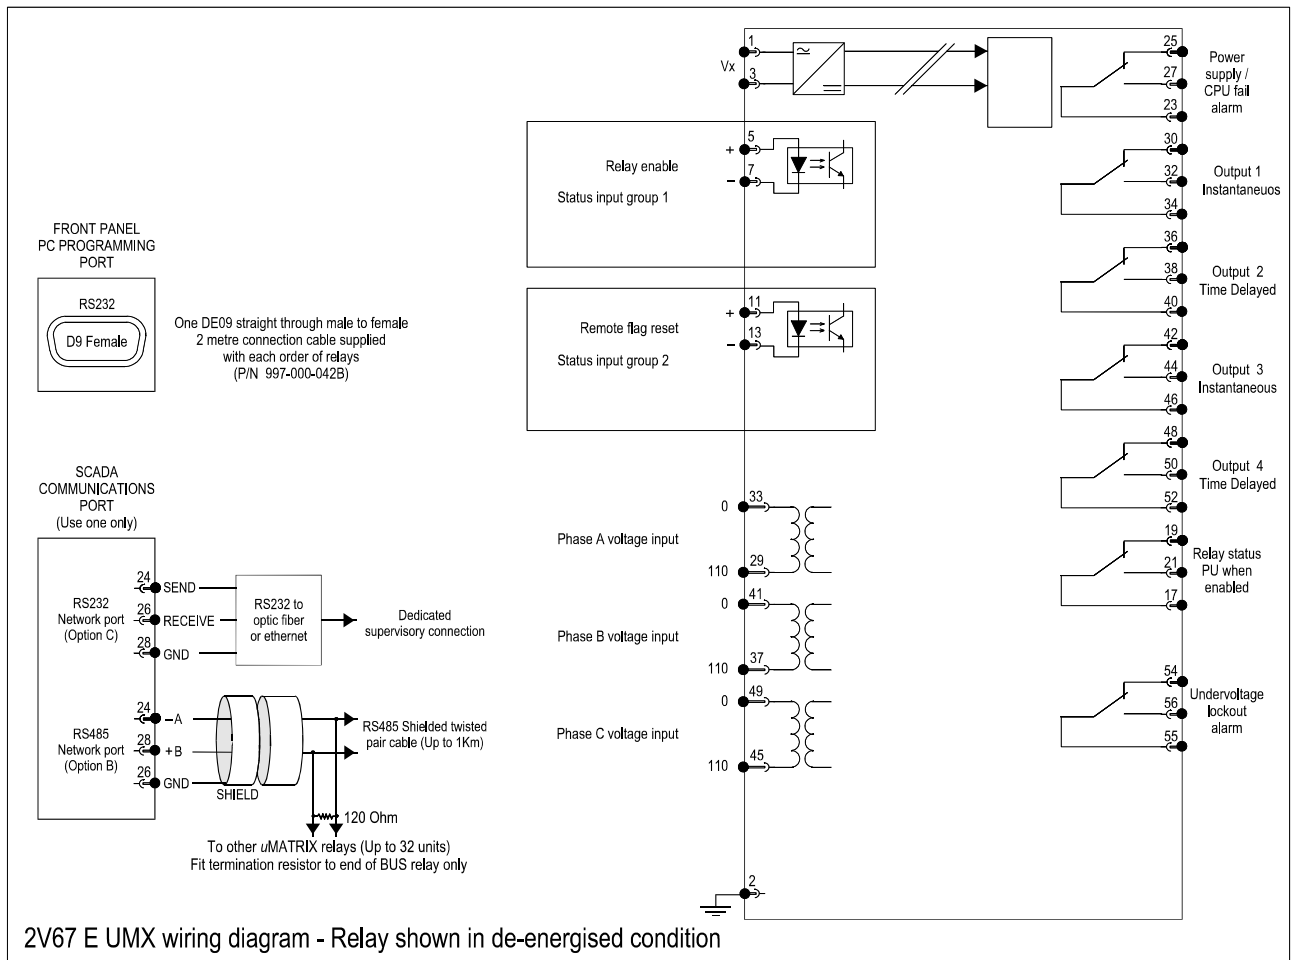 FRONT PANEL
PC PROGRAMMING
PORT
RS232
D9 Female
One DE09 straight through male to female
2 metre connection cable supplied
with each order of relays
(P/N 997-000-042B)
SCADA
COMMUNICATIONS
PORT
(Use one only)
RS232
Network port
(Option C)
24
SEND
26
RECEIVE
28
GND
RS232 to
optic fiber
or ethernet
Dedicated
supervisory connection
RS485
Network port
(Option B)
24
–A
28
+B
26
GND
SHIELD
RS485 Shielded twisted
pair cable (Up to 1Km)
120 Ohm
To other uMATRIX relays (Up to 32 units)
Fit termination resistor to end of BUS relay only
Vx
1
3
Relay enable
Status input group 1
+
5
–
7
Remote flag reset
Status input group 2
+
11
–
13
Phase A voltage input
0
33
110
29
Phase B voltage input
0
41
110
37
Phase C voltage input
0
49
110
45
2
25
27
23
Power
supply /
CPU fail
alarm
30
32
34
Output 1
Instantaneuos
36
38
40
Output 2
Time Delayed
42
44
46
Output 3
Instantaneous
48
50
52
Output 4
Time Delayed
19
21
17
Relay status
PU when
enabled
54
56
55
Undervoltage
lockout
alarm
2V67 E UMX wiring diagram - Relay shown in de-energised condition